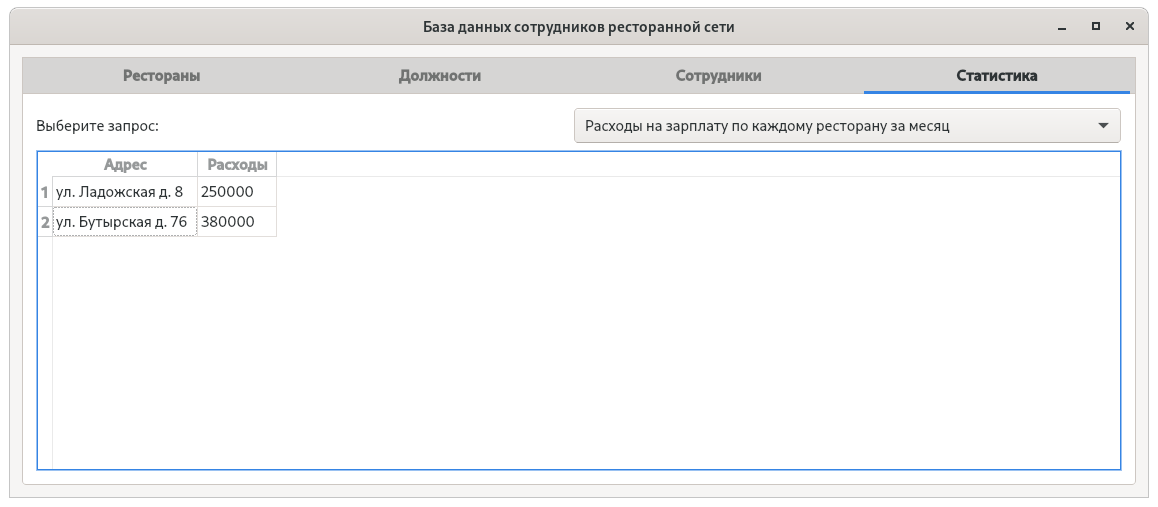 База данных сотрудников ресторанной сети
Рестораны Должности Сотрудники Статистика
Выберите запрос: Расходы на зарплату по каждому ресторану за месяц
Адрес Расходы
1 ул. Ладожская д. 8 250000
2 ул. Бутырская д. 76 380000